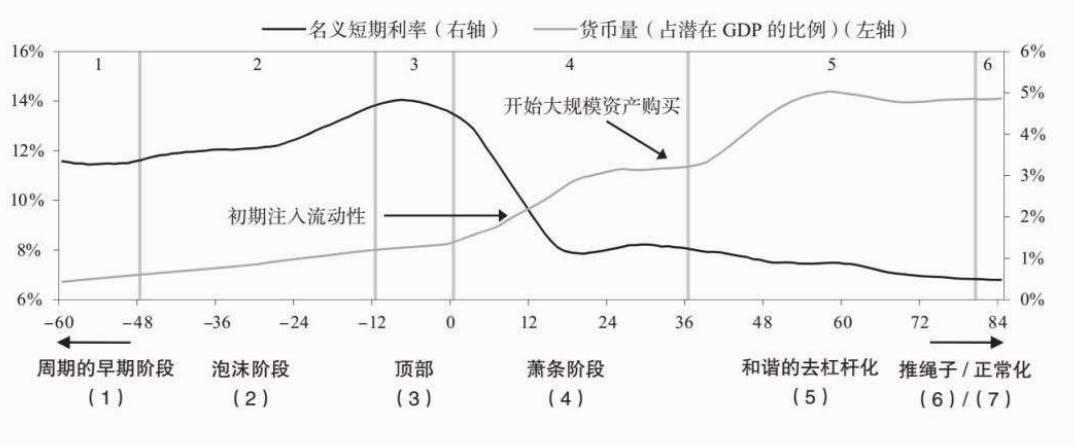 名义短期利率（右轴） 货币量（占潜在 GDP 的比例）（左轴）
16% 6%
1 2 3 4 5 6
14% 5%
开始大规模资产购买
4%
12%
3%
10%
初期注入流动性
2%
8%
1%
6% 0%
−60 −48 −36 −24 −12 0 12 24 36 48 60 72 84
周期的早期阶段 泡沫阶段 顶部 萧条阶段 和谐的去杠杆化 推绳子/正常化
（1） （2） （3） （4） （5） （6）/（7）